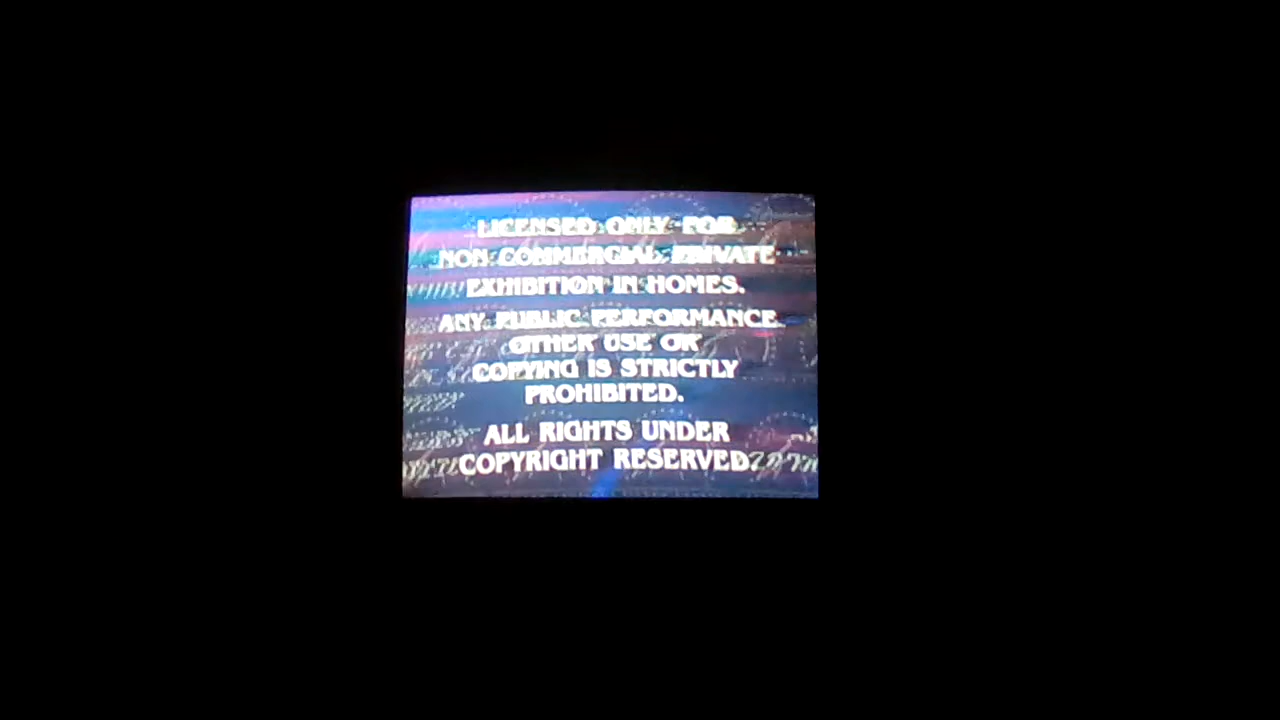 LICENSED ONLY FOR
NON COMMERCIAL PRIVATE
EXHIBITION IN HOMES.
ANY PUBLIC PERFORMANCE
OTHER USE OR
COPYING IS STRICTLY
PROHIBITED.
ALL RIGHTS UNDER
COPYRIGHT RESERVED.